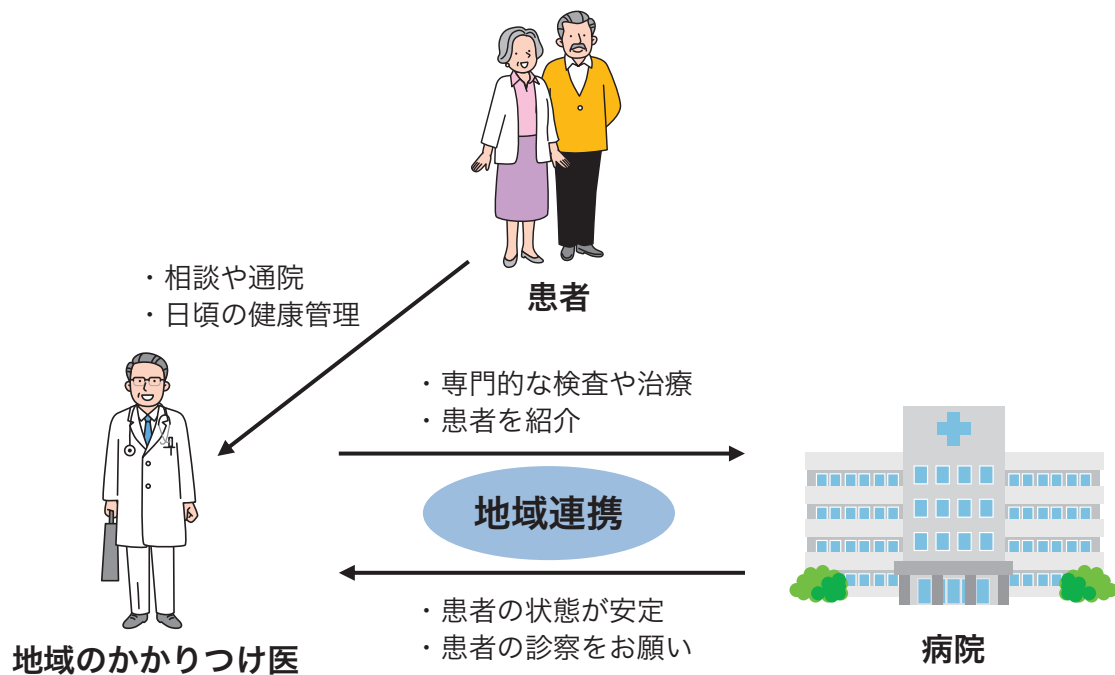 患者
・相談や通院
・日頃の健康管理
・専門的な検査や治療
・患者を紹介
地域連携
・患者の状態が安定
・患者の診察をお願い
地域のかかりつけ医
病院